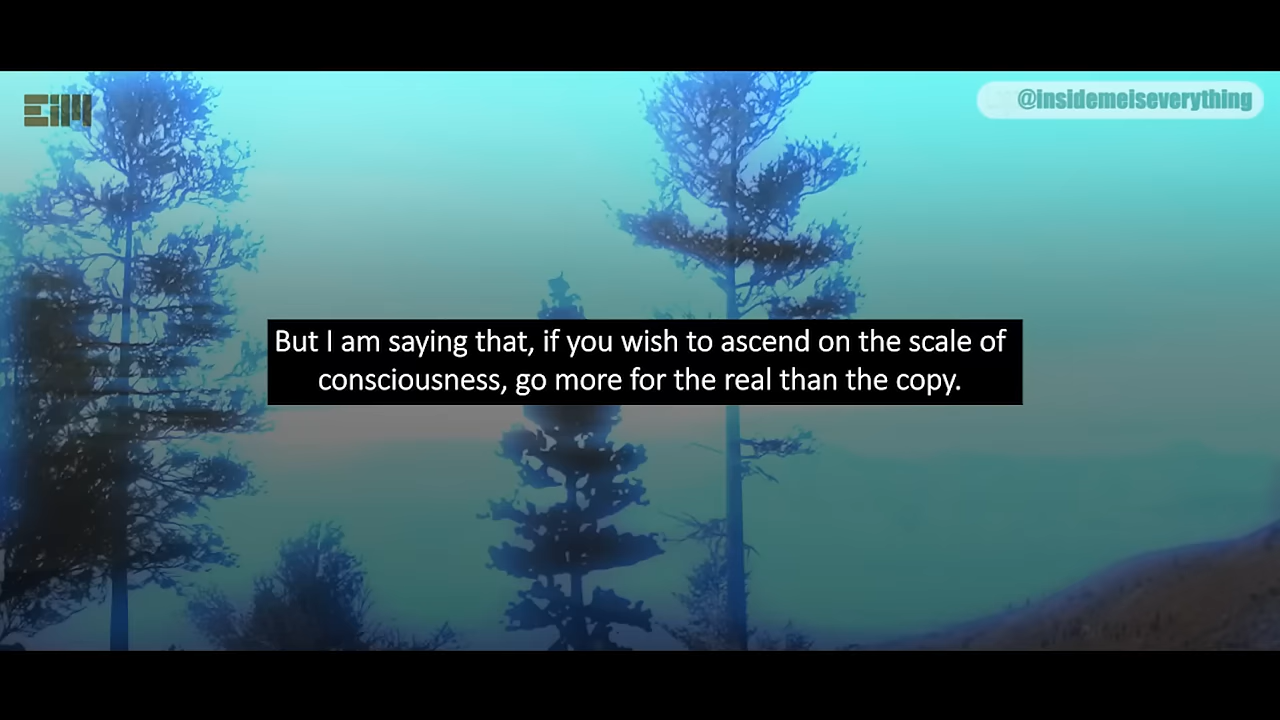 EiM
@insidemeiseverything
But I am saying that, if you wish to ascend on the scale of
consciousness, go more for the real than the copy.